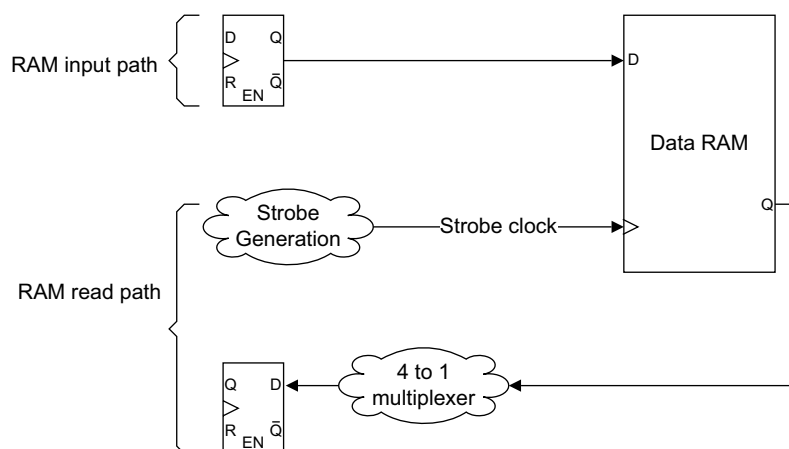 D Q
RAM input path
R Q̅
EN
D
Data RAM
Q
Strobe
Generation
Strobe clock
RAM read path
Q D
4 to 1
multiplexer
R Q̅
EN